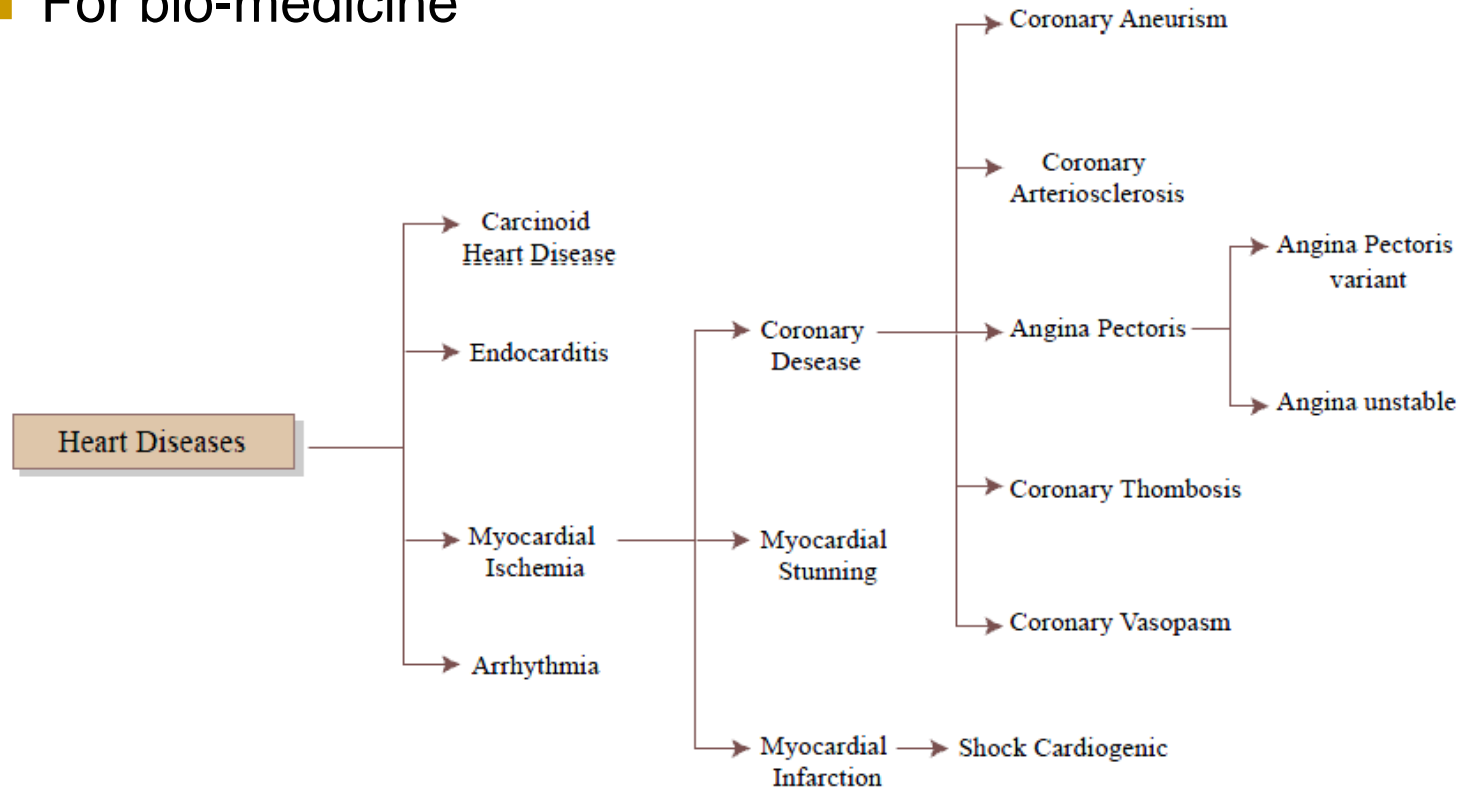 For bio-medicine
Heart Diseases
Carcinoid
Heart Disease
Endocarditis
Myocardial
Ischemia
Arrhythmia
Coronary
Desease
Myocardial
Stunning
Myocardial
Infarction
Shock Cardiogenic
Coronary Aneurism
Coronary
Arteriosclerosis
Angina Pectoris
Coronary Thombosis
Coronary Vasopasm
Angina Pectoris
variant
Angina unstable